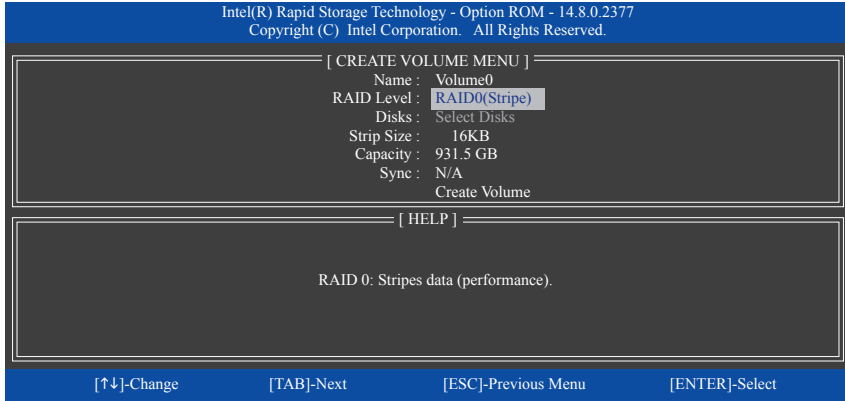 Intel(R) Rapid Storage Technology - Option ROM - 14.8.0.2377
Copyright (C) Intel Corporation. All Rights Reserved.
[ CREATE VOLUME MENU ]
Name : Volume0
RAID Level : RAID0(Stripe)
Disks : Select Disks
Strip Size : 16KB
Capacity : 931.5 GB
Sync : N/A
Create Volume
[ HELP ]
RAID 0: Stripes data (performance).
[↑↓]-Change [TAB]-Next [ESC]-Previous Menu [ENTER]-Select